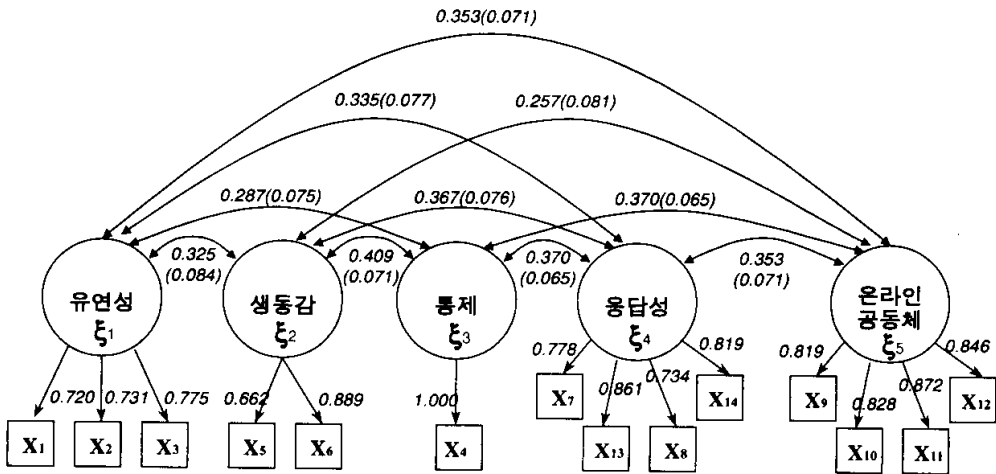 0.353(0.071)
0.335(0.077)
0.257(0.081)
0.287(0.075)
0.367(0.076)
0.370(0.065)
0.325
(0.084)
0.409
(0.071)
0.370
(0.065)
0.353
(0.071)
유연성
ξ1
생동감
ξ2
통제
ξ3
응답성
ξ4
온라인
공동체
ξ5
0.720 0.731 0.775
0.662 0.889
1.000
0.778 0.861 0.734 0.819
0.819 0.828 0.872 0.846
X1 X2 X3
X5 X6
X4
X7 X13 X8 X14
X9 X10 X11 X12